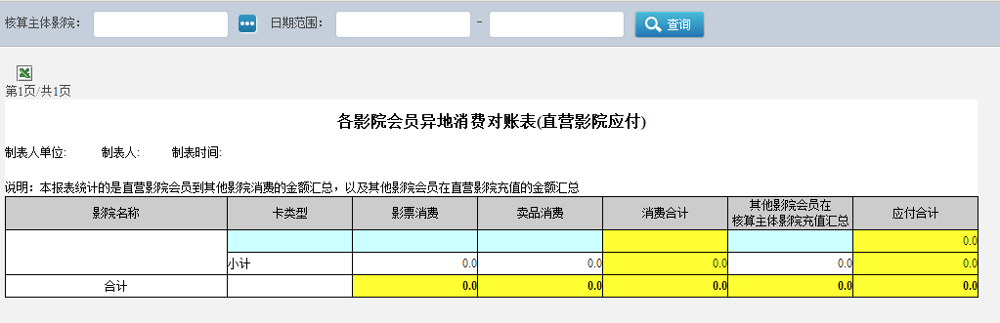 核算主体影院： 日期范围： - 查询
第1页/共1页
各影院会员异地消费对账表(直营影院应付)
制表人单位: 制表人: 制表时间:
说明：本报表统计的是直营影院会员到其他影院消费的金额汇总，以及其他影院会员在直营影院充值的金额汇总
影院名称 卡类型 影票消费 卖品消费 消费合计 其他影院会员在 应付合计
核算主体影院充值汇总
0.0
小计 0.0 0.0 0.0 0.0 0.0
合计 0.0 0.0 0.0 0.0 0.0